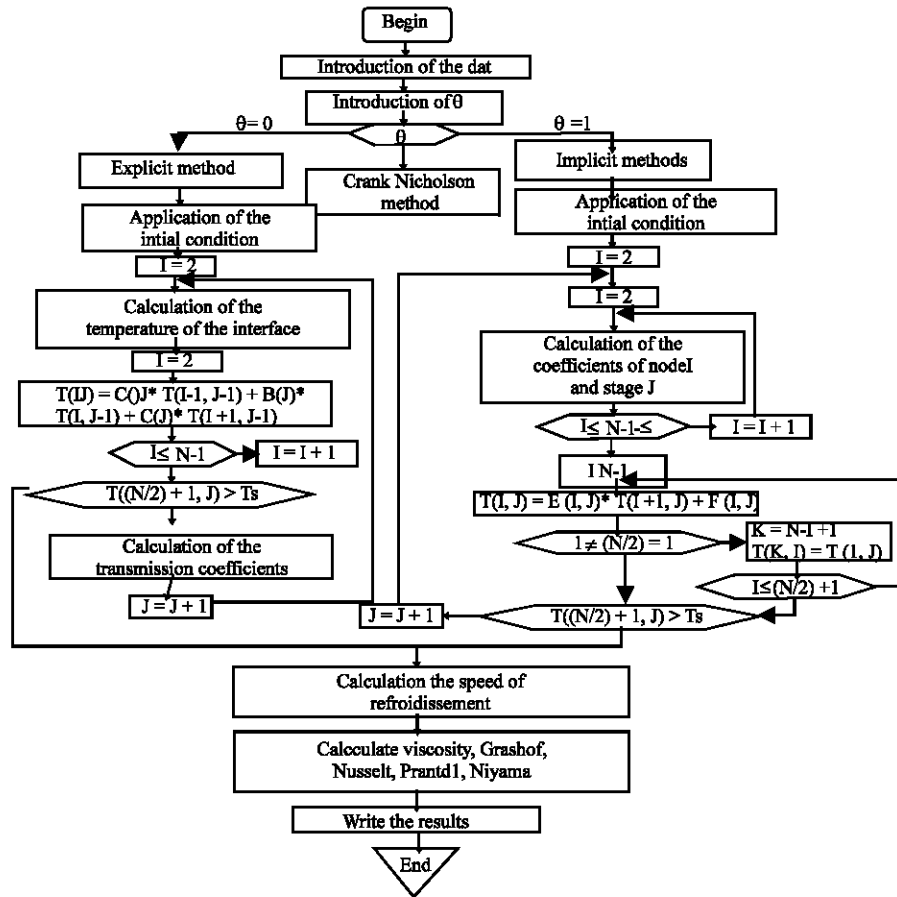 Begin
Introduction of the dat
Introduction of θ
θ= 0
θ
θ =1
Explicit method
Crank Nicholson
method
Implicit methods
Application of the
intial condition
Application of the
intial condition
I = 2
I = 2
Calculation of the
temperature of the interface
I = 2
I = 2
T(IJ) = C()J* T(I-1, J-1) + B(J)*
T(I, J-1) + C(J)* T(I +1, J-1)
Calculation of the
coefficients of nodeI
and stage J
I≤ N-1
I = I + 1
I≤ N-1-≤
I = I + 1
I N-1
T((N/2) + 1, J) > Ts
T(I, J) = E (I, J)* T(I +1, J) + F (I, J)
Calculation of the
transmission coefficients
1 ≠ (N/2) = 1
K = N-I +1
T(K, I) = T (1, J)
I≤(N/2) +1
J = J + 1
J = J + 1
T((N/2) + 1, J) > Ts
Calculation the speed of
refroidissement
Calcculate viscosity, Grashof,
Nusselt, Prantd1, Niyama
Write the results
End